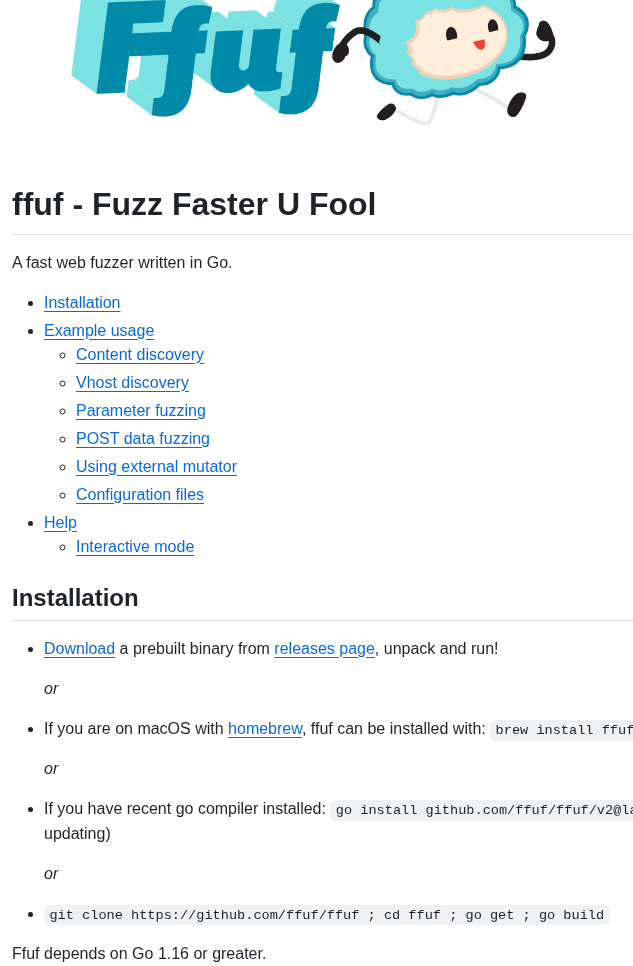 Ffuf
ffuf - Fuzz Faster U Fool
A fast web fuzzer written in Go.
Installation
Example usage
Content discovery
Vhost discovery
Parameter fuzzing
POST data fuzzing
Using external mutator
Configuration files
Help
Interactive mode
Installation
Download a prebuilt binary from releases page, unpack and run!
or
If you are on macOS with homebrew, ffuf can be installed with: brew install ffuf
or
If you have recent go compiler installed: go install github.com/ffuf/ffuf/v2@la
updating)
or
git clone https://github.com/ffuf/ffuf ; cd ffuf ; go get ; go build
Ffuf depends on Go 1.16 or greater.